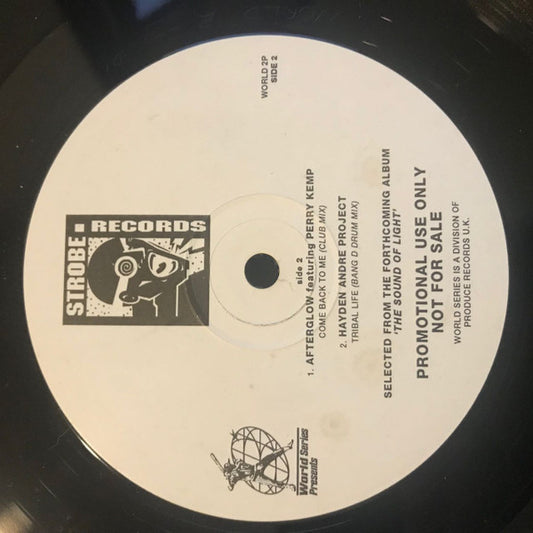 WORLD 2P
SIDE 2
STROBE RECORDS
side 2
1. AFTERGLOW featuring PERRY KEMP
COME BACK TO ME (CLUB MIX)
2. HAYDEN ANDRE PROJECT
TRIBAL LIFE (BANG D DRUM MIX)
SELECTED FROM THE FORTHCOMING ALBUM
'THE SOUND OF LIGHT'
PROMOTIONAL USE ONLY
NOT FOR SALE
WORLD SERIES IS A DIVISION OF
PRODUCE RECORDS U.K.
World Series
Presents